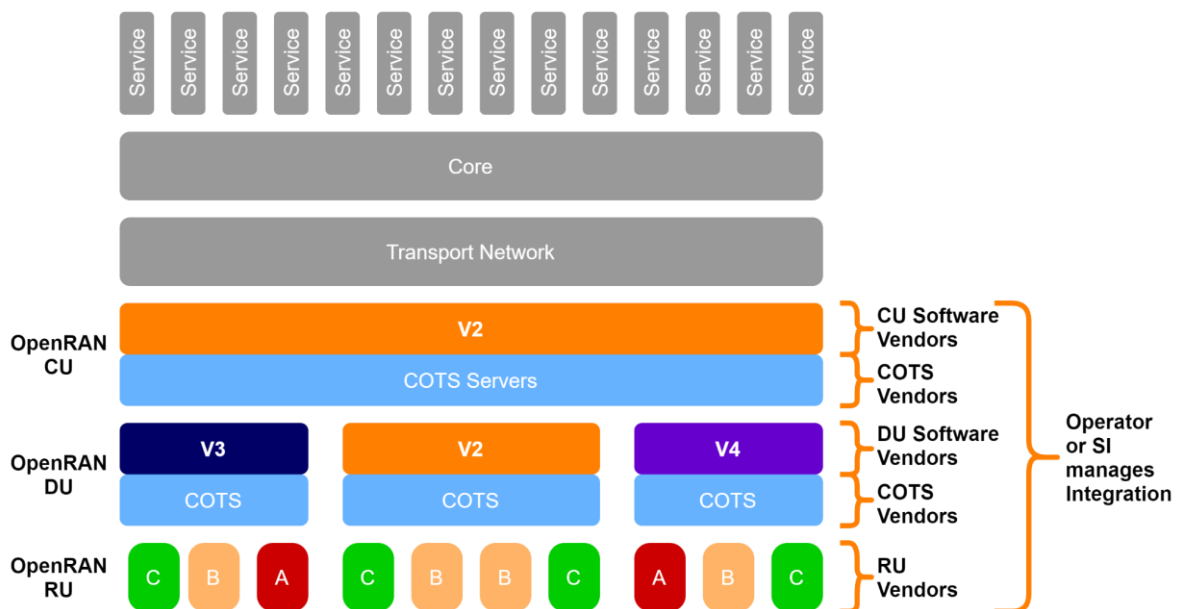 Service Service Service Service Service Service Service Service Service Service Service Service Service Service
Core
Transport Network
OpenRAN
CU
V2
COTS Servers
CU Software
Vendors
COTS
Vendors
OpenRAN
DU
V3 V2 V4
COTS COTS COTS
DU Software
Vendors
COTS
Vendors
Operator
or SI
manages
Integration
OpenRAN
RU
C B A C B B C A B C
RU
Vendors